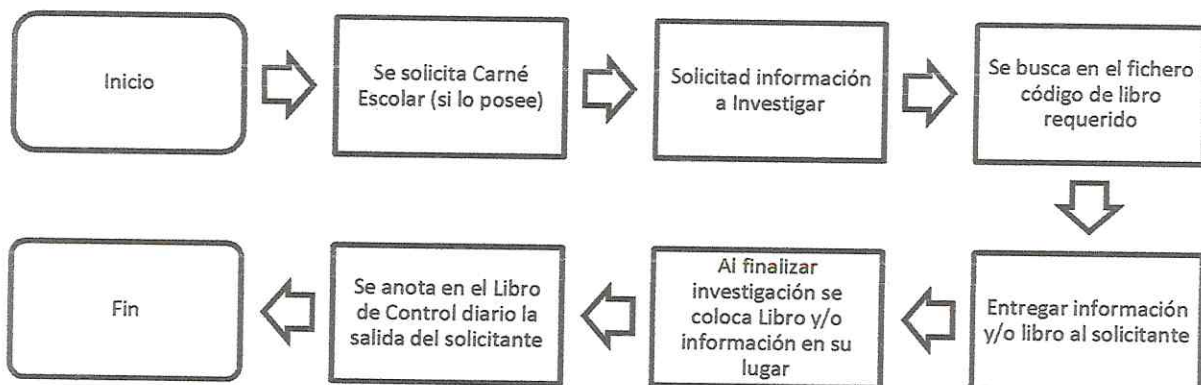 Inicio
Se solicita Carné
Escolar (si lo posee)
Solicitad información
a Investigar
Se busca en el fichero
código de libro
requerido
Entregar información
y/o libro al solicitante
Al finalizar
investigación se
coloca Libro y/o
información en su
lugar
Se anota en el Libro
de Control diario la
salida del solicitante
Fin